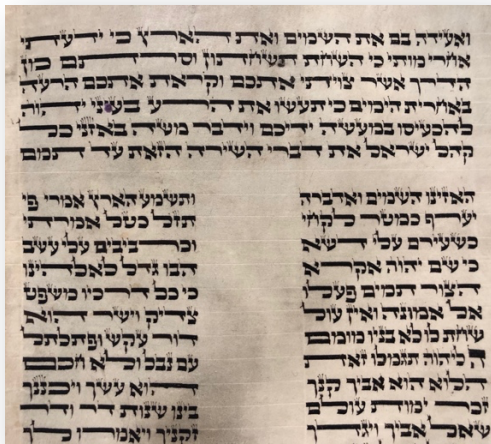 ואעידה בם את השמים ואת הארץ כי ידעתי
אחרי מותי כי השחת תשחתון וסרתם מן
הדרך אשר צויתי אתכם וקראת אתכם הרעה
באחרית הימים כי תעשו את הרע בעיני יהוה
להכעיסו במעשה ידיכם וידבר משה באזני כל
קהל ישראל את דברי השירה הזאת עד תמם
האזינו השמים ואדברה ותשמע הארץ אמרי פי
יערף כמטר לקחי תזל כטל אמרתי
כשעירם עלי דשא וכרביבים עלי עשב
כי שם יהוה אקרא הבו גדל לאלהינו
הצור תמים פעלו כי כל דרכיו משפט
אל אמונה ואין עול צדיק וישר הוא
שחת לו לא בניו מומם דור עקש ופתלתל
ה ליהוה תגמלו זאת עם נבל ולא חכם
הלוא הוא אביך קנך הוא עשך ויכננך
זכר ימות עולם בינו שנות דר ודר
שאל אביך ויגדך זקניך ויאמרו לך